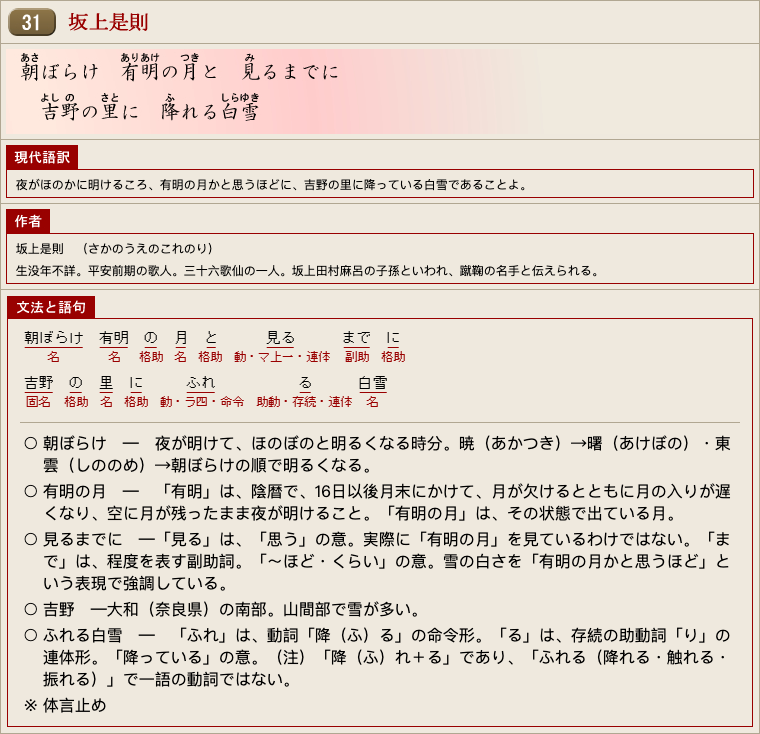 31 坂上是則
朝ぼらけ 有明の月と 見るまでに
吉野の里に 降れる白雪
現代語訳
夜がほのかに明けるころ、有明の月かと思うほどに、吉野の里に降っている白雪であることよ。
作者
坂上是則 （さかのうえのこれのり）
生没年不詳。平安前期の歌人。三十六歌仙の一人。坂上田村麻呂の子孫といわれ、蹴鞠の名手と伝えられる。
文法と語句
朝ぼらけ 有明 の 月 と 見る まで に
名 名 格助 名 格助 動・マ上一・連体 副助 格助
吉野 の 里 に ふれ る 白雪
固名 格助 名 格助 動・ラ四・命令 助動・存続・連体 名
○ 朝ぼらけ ― 夜が明けて、ほのぼのと明るくなる時分。暁（あかつき）→曙（あけぼの）・東
雲（しののめ）→朝ぼらけの順で明るくなる。
○ 有明の月 ― 「有明」は、陰暦で、16日以後月末にかけて、月が欠けるとともに月の入りが遅
くなり、空に月が残ったまま夜が明けること。「有明の月」は、その状態で出ている月。
○ 見るまでに ―「見る」は、「思う」の意。実際に「有明の月」を見ているわけではない。「ま
で」は、程度を表す副助詞。「～ほど・くらい」の意。雪の白さを「有明の月かと思うほど」と
いう表現で強調している。
○ 吉野 ―大和（奈良県）の南部。山間部で雪が多い。
○ ふれる白雪 ― 「ふれ」は、動詞「降（ふ）る」の命令形。「る」は、存続の助動詞「り」の
連体形。「降っている」の意。（注）「降（ふ）れ＋る」であり、「ふれる（降れる・触れる・
振れる）」で一語の動詞ではない。
※ 体言止め